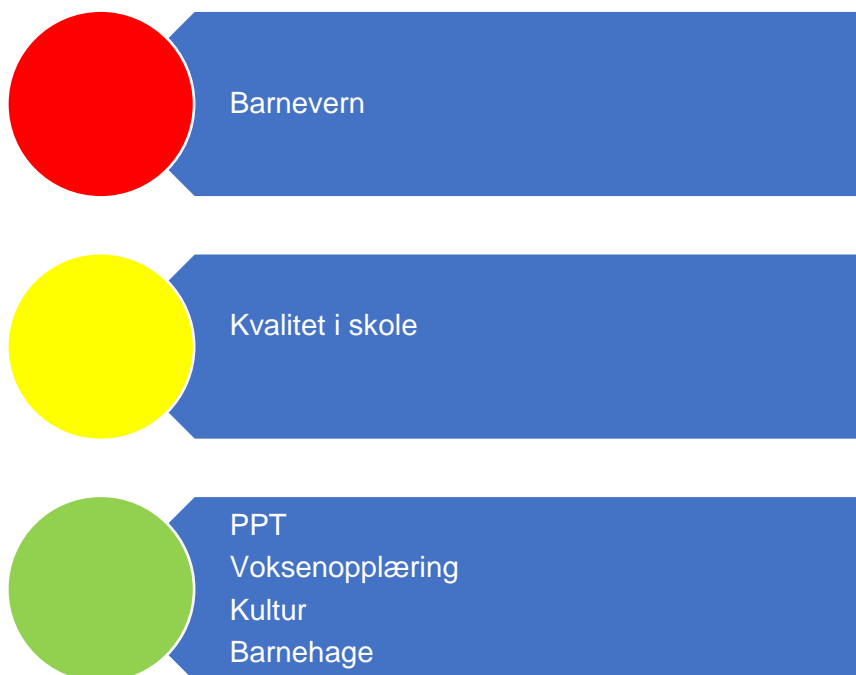 Barnevern
Kvalitet i skole
PPT
Voksenopplæring
Kultur
Barnehage